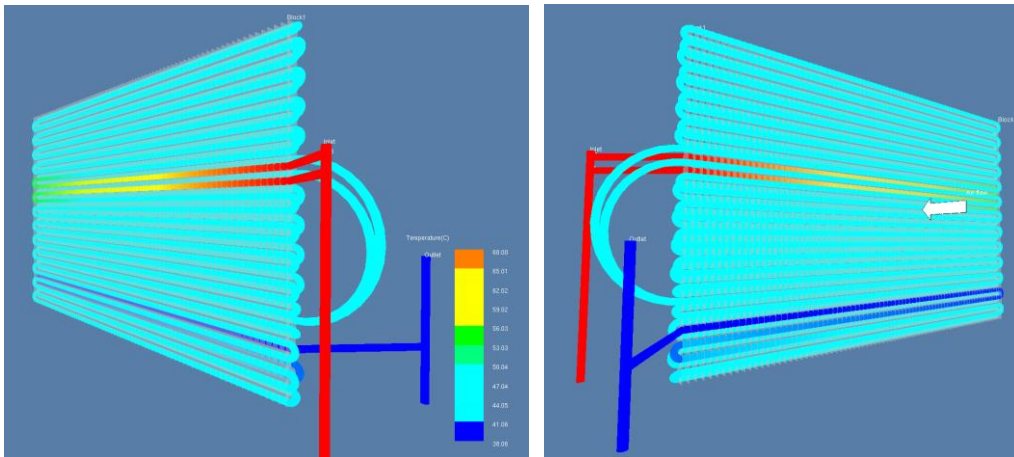 Block1
Inlet
Temperature(C)
Outlet
68.00
65.01
62.02
59.02
56.03
53.03
50.04
47.04
44.05
41.06
38.06
Block
Inlet
Outlet